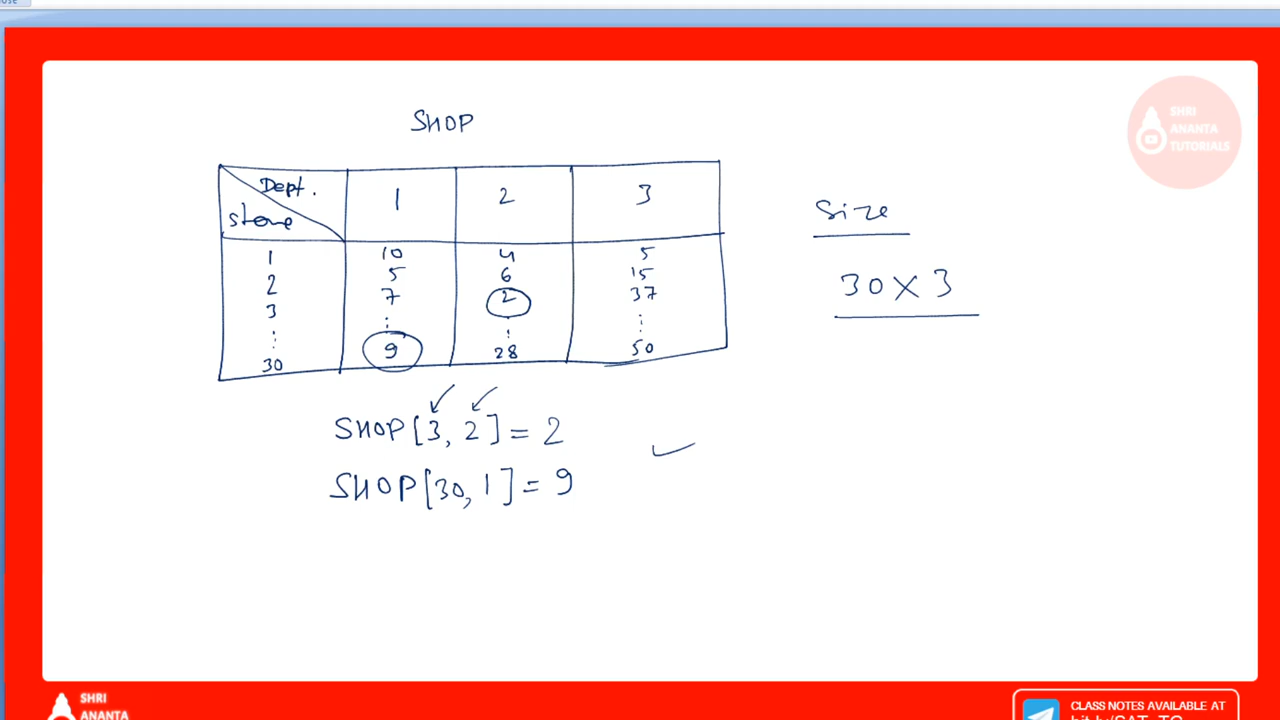 SHOP
SHRI
ANANTA
TUTORIALS
Dept. 1 2 3
Store
Size
1 10 4 5
2 5 6 15
3 7 2 37
⋮ ⋮ ⋮ ⋮
30 9 28 50
30 × 3
SHOP[3, 2] = 2
SHOP[30, 1] = 9
SHRI
ANANTA
CLASS NOTES AVAILABLE AT